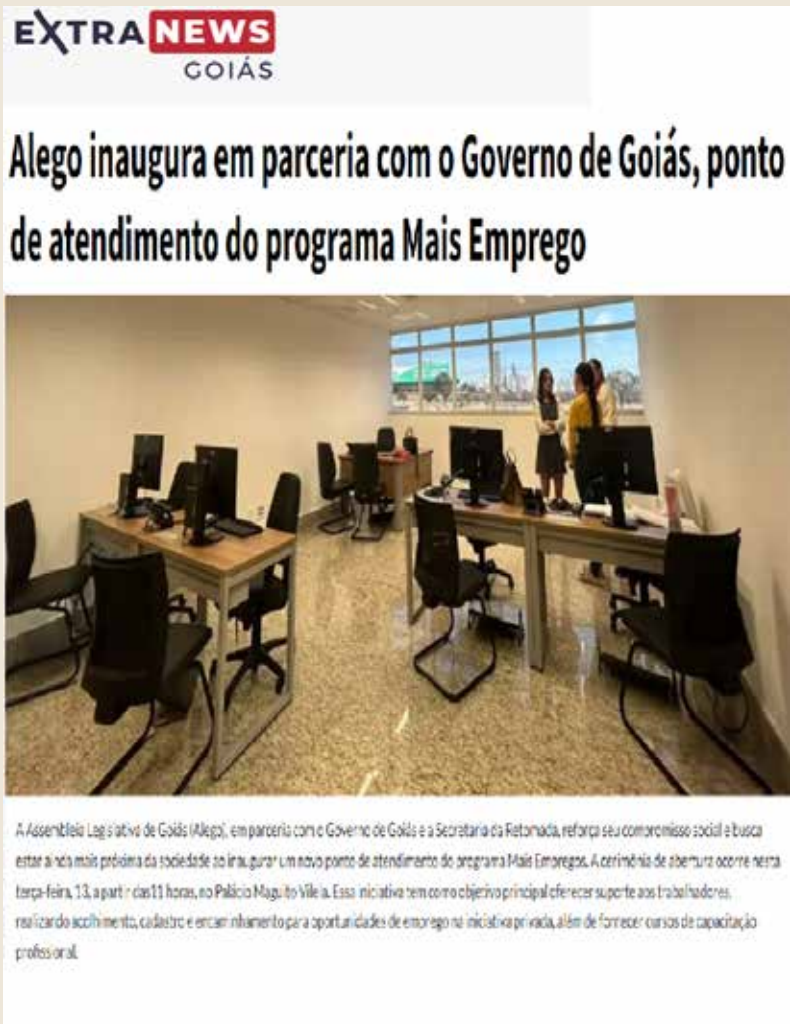 EXTRA NEWS
GOIÁS
Alego inaugura em parceria com o Governo de Goiás, ponto
de atendimento do programa Mais Emprego
A Assembleia Legislativa de Goiás (Alego), em parceria com o Governo de Goiás e a Secretaria da Retomada, reforça seu compromisso social e busca
estar ainda mais próxima da sociedade ao inaugurar um novo ponto de atendimento do programa Mais Empregos. A cerimônia de abertura ocorre nesta
terça-feira, 13, a partir das 11 horas, no Palácio Maguito Vilela. Essa iniciativa tem como objetivo principal oferecer suporte aos trabalhadores,
realizando acolhimento, cadastro e encaminhamento para oportunidades de emprego na iniciativa privada, além de fornecer cursos de capacitação
profissional.